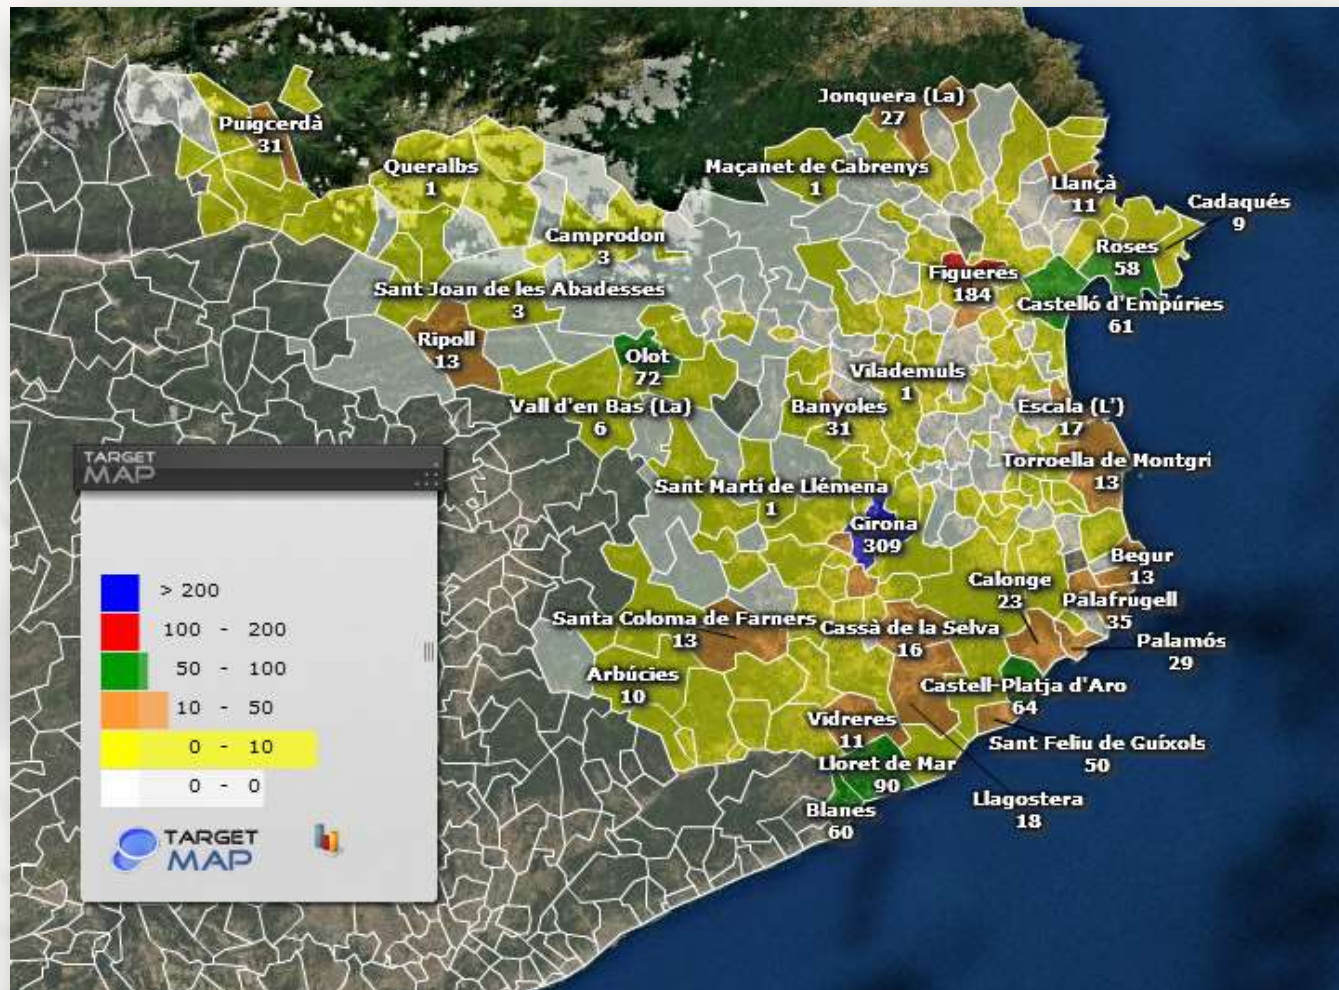 Jonquera (La)
27
Puigcerdà
31
Queralbs
1
Maçanet de Cabrenys
1
Llançà
11
Cadaqués
9
Camprodon
3
Roses
58
Figueres
184
Sant Joan de les Abadesses
3
Castelló d'Empúries
61
Ripoll
13
Olot
72
Vilademuls
1
Vall d'en Bas (La)
6
Banyoles
31
Escala (L')
17
Torroella de Montgrí
13
Sant Martí de Llémena
1
Girona
309
Begur
13
Calonge
23
Palafrugell
35
Santa Coloma de Farners
13
Cassà de la Selva
16
Palamós
29
Arbúcies
10
Castell-Platja d'Aro
64
Vidreres
11
Sant Feliu de Guíxols
50
Lloret de Mar
90
Llagostera
18
Blanes
60
TARGET
MAP
> 200
100 - 200
50 - 100
10 - 50
0 - 10
0 - 0
TARGET
MAP